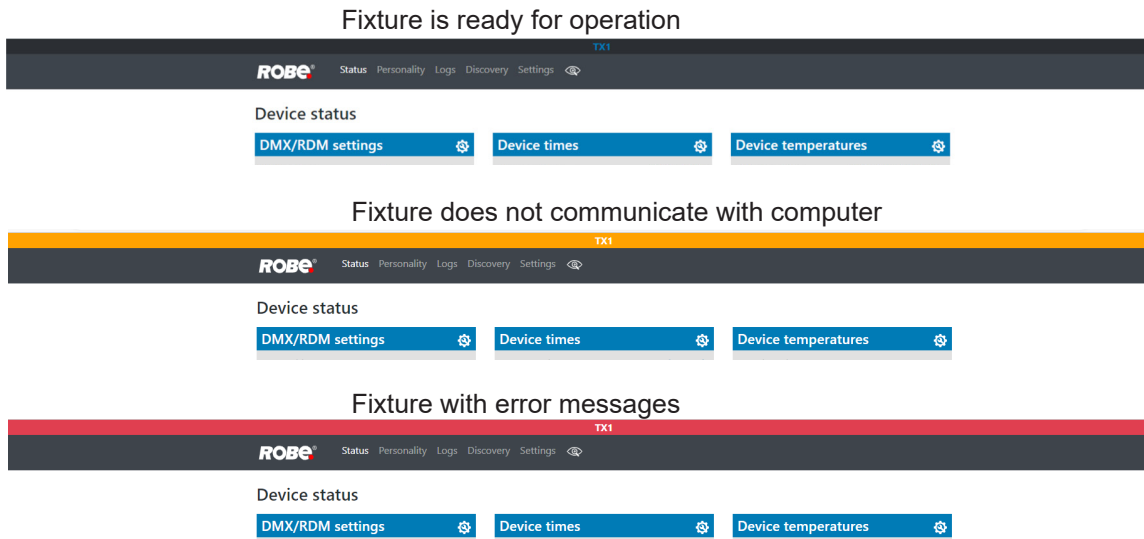 Fixture is ready for operation
TX1
ROBE® Status Personality Logs Discovery Settings
Device status
DMX/RDM settings Device times Device temperatures
Fixture does not communicate with computer
TX1
ROBE® Status Personality Logs Discovery Settings
Device status
DMX/RDM settings Device times Device temperatures
Fixture with error messages
TX1
ROBE® Status Personality Logs Discovery Settings
Device status
DMX/RDM settings Device times Device temperatures